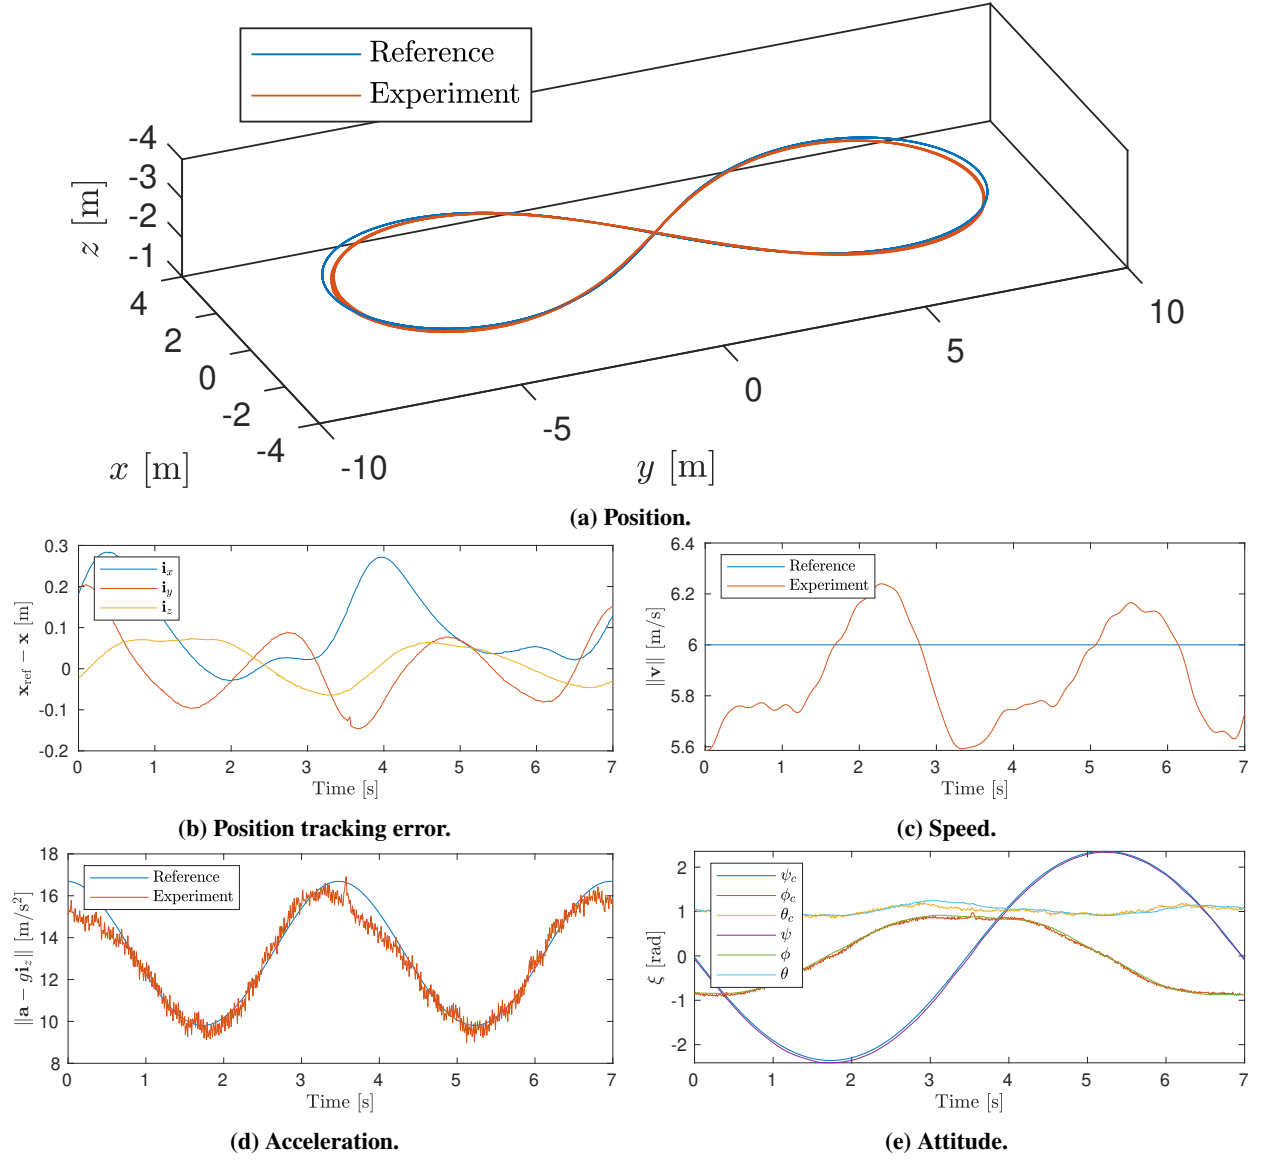 Reference
Experiment
-4
-3
-2
-1
z [m]
4
2
0
-2
-4
x [m]
-10
-5
0
5
10
y [m]
(a) Position.
0.3
0.2
0.1
0
-0.1
-0.2
x_ref − x [m]
i_x
i_y
i_z
0 1 2 3 4 5 6 7
Time [s]
(b) Position tracking error.
6.4
6.2
6
5.8
5.6
‖v‖ [m/s]
Reference
Experiment
0 1 2 3 4 5 6 7
Time [s]
(c) Speed.
18
16
14
12
10
8
‖a − gi_z‖ [m/s²]
Reference
Experiment
0 1 2 3 4 5 6 7
Time [s]
(d) Acceleration.
2
1
0
-1
-2
ξ [rad]
ψ_c
ϕ_c
θ_c
ψ
ϕ
θ
0 1 2 3 4 5 6 7
Time [s]
(e) Attitude.